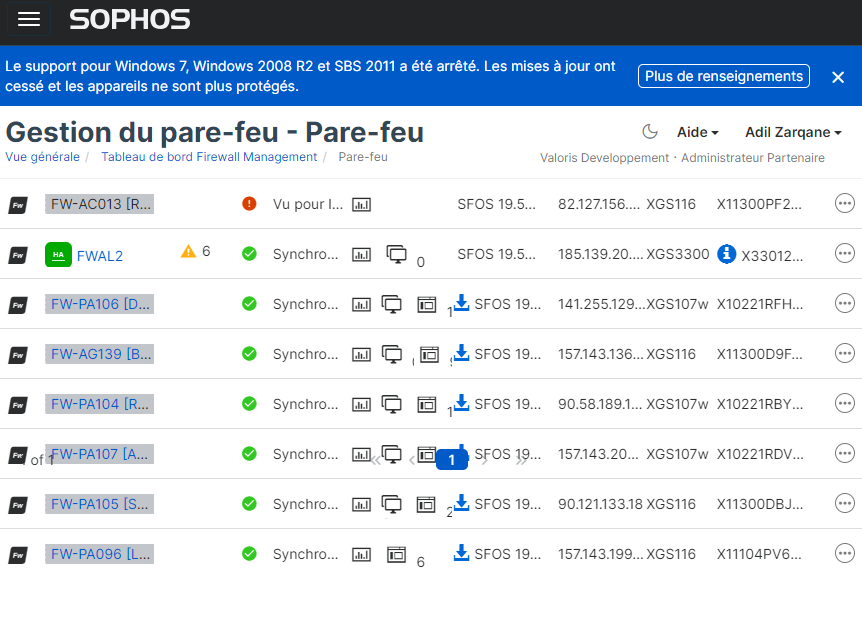 SOPHOS
Le support pour Windows 7, Windows 2008 R2 et SBS 2011 a été arrêté. Les mises à jour ont
cessé et les appareils ne sont plus protégés.
Plus de renseignements
Gestion du pare-feu - Pare-feu
Aide
Adil Zarqane
Vue générale / Tableau de bord Firewall Management / Pare-feu
Valoris Developpement · Administrateur Partenaire
Fw FW-AC013 [R... Vu pour l... SFOS 19.5... 82.127.156.... XGS116 X11300PF2...
Fw HA FWAL2 6 Synchro... 0 SFOS 19.5... 185.139.20.... XGS3300 X33012...
Fw FW-PA106 [D... Synchro... 1 SFOS 19... 141.255.129... XGS107w X10221RFH...
Fw FW-AG139 [B... Synchro... SFOS 19... 157.143.136... XGS116 X11300D9F...
Fw FW-PA104 [R... Synchro... 1 SFOS 19... 90.58.189.1... XGS107w X10221RBY...
Fw FW-PA107 [A... Synchro... SFOS 19... 157.143.20.... XGS107w X10221RDV...
of 1 « ‹ 1 › »
Fw FW-PA105 [S... Synchro... 2 SFOS 19... 90.121.133.18 XGS116 X11300DBJ...
Fw FW-PA096 [L... Synchro... 6 SFOS 19... 157.143.199... XGS116 X11104PV6...